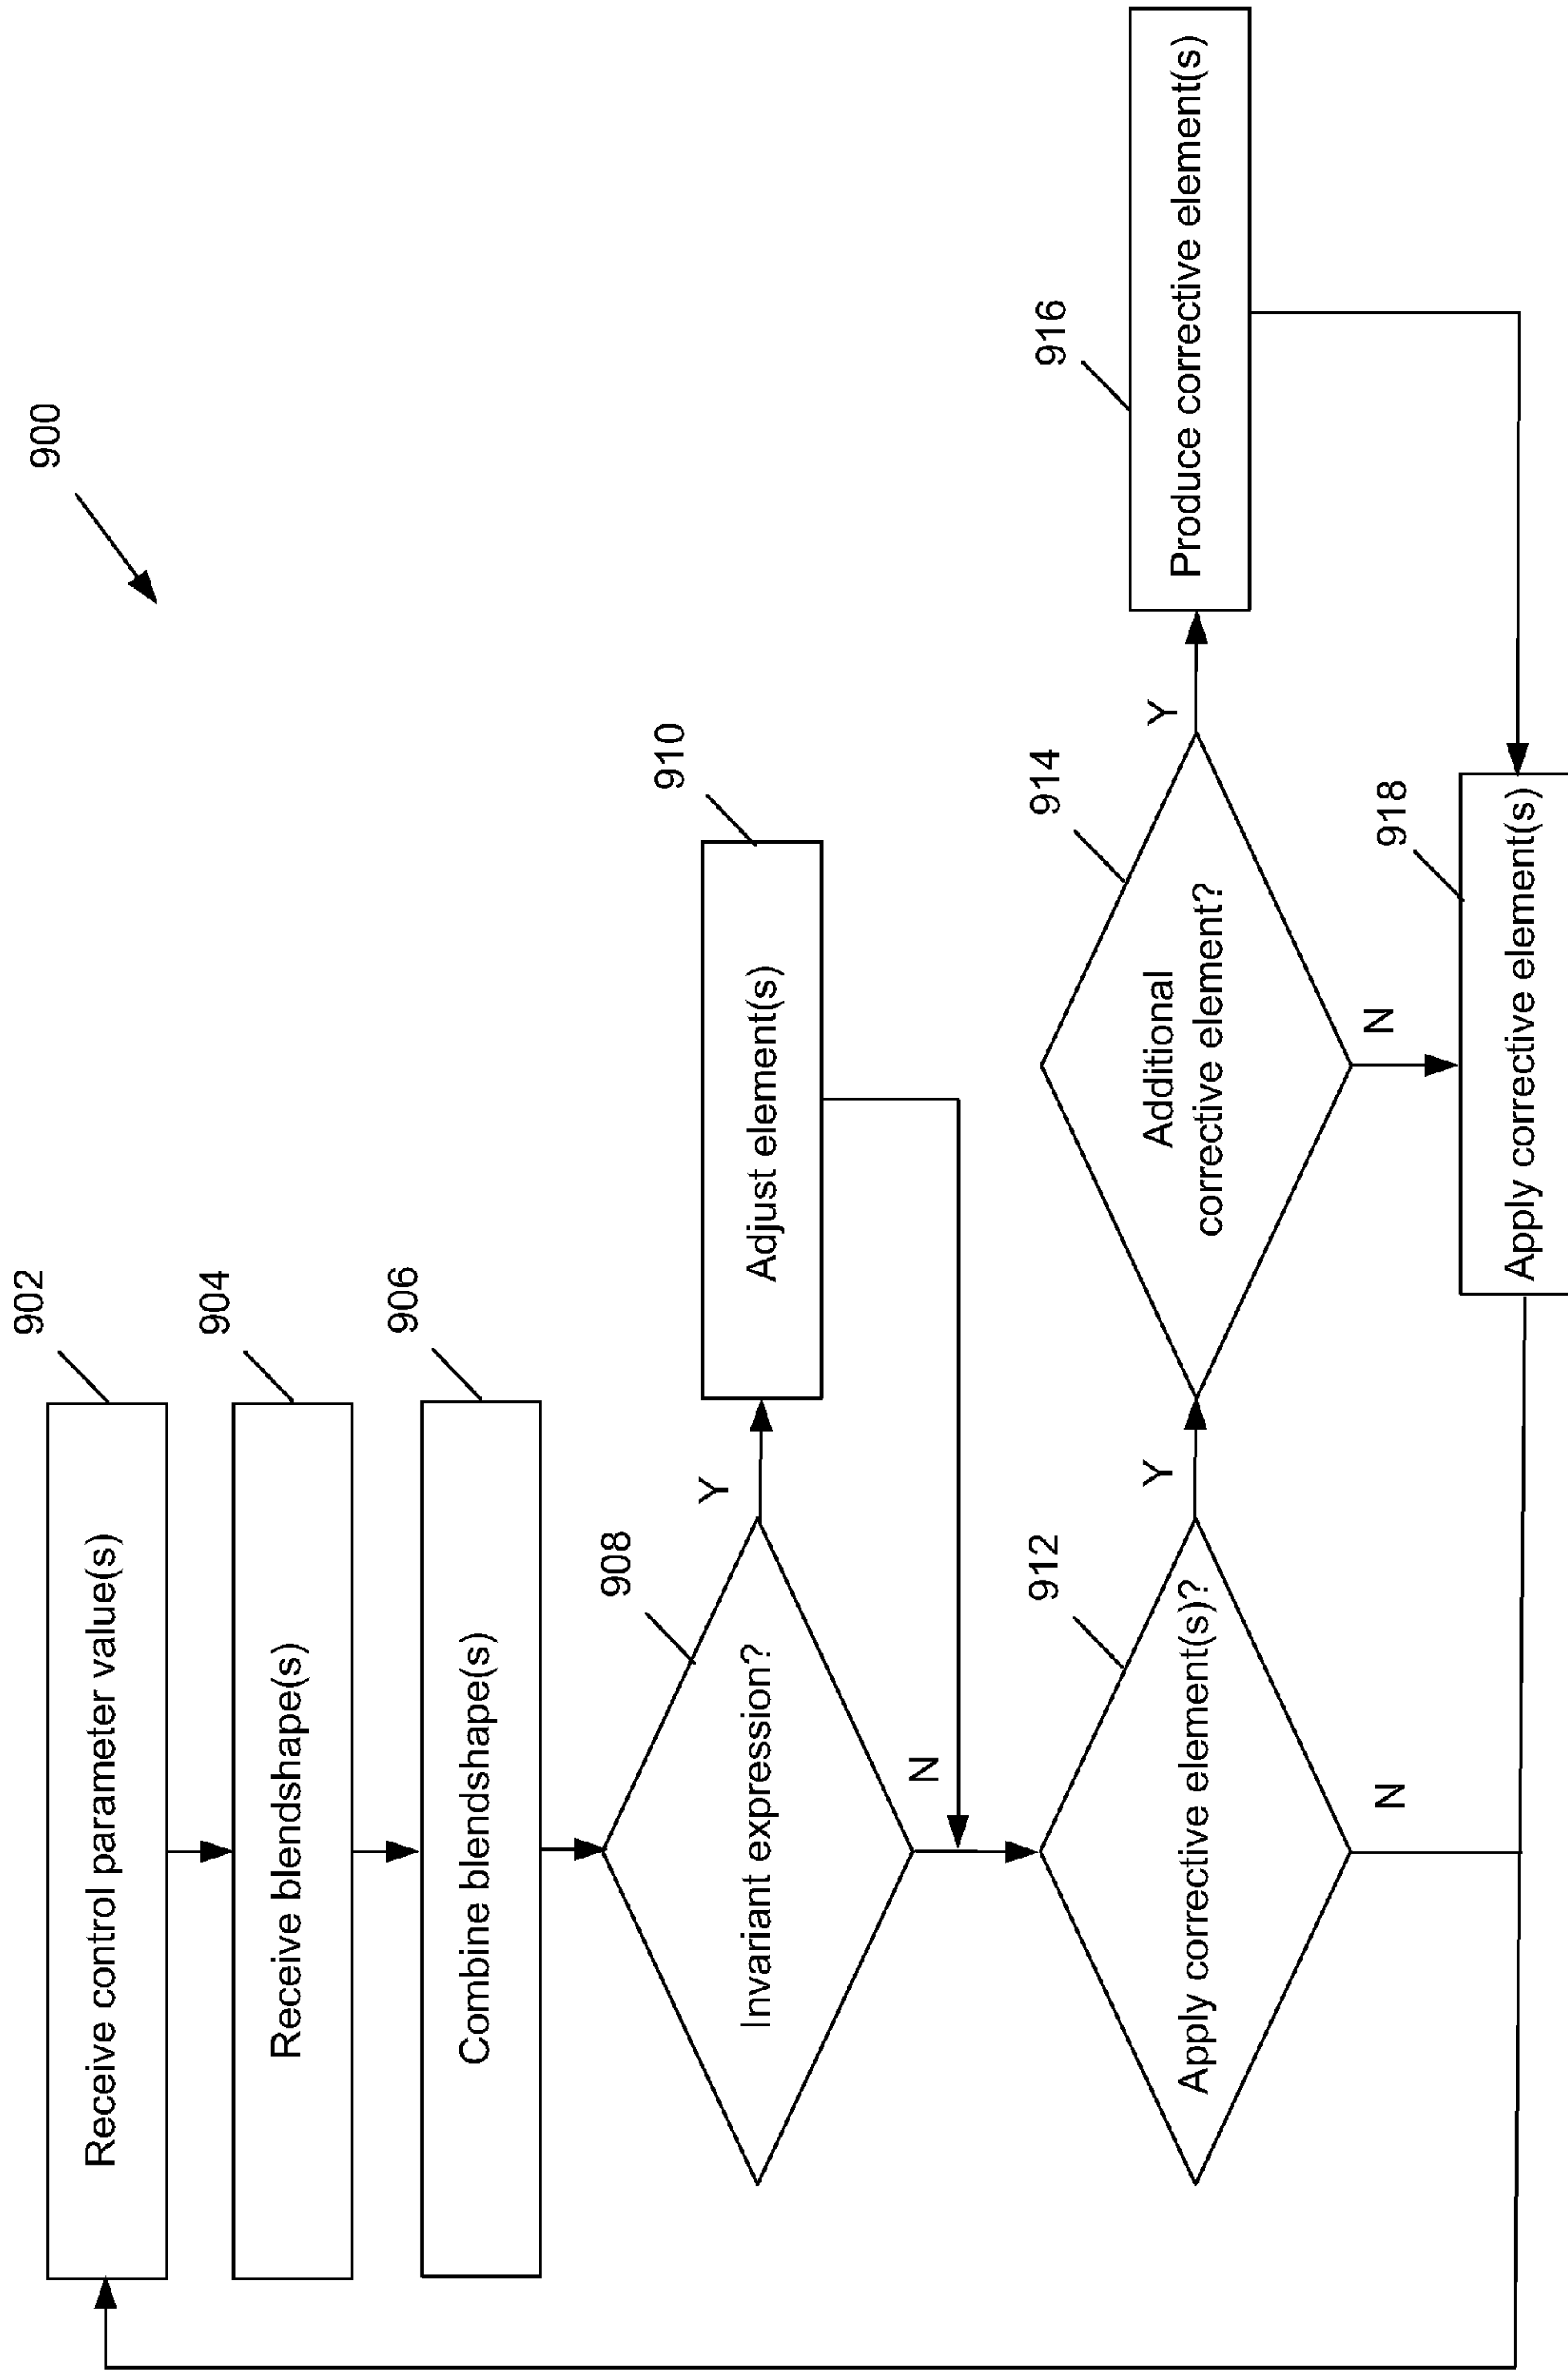 900
902
Receive control parameter value(s)
904
Receive blendshape(s)
906
Combine blendshape(s)
908
Invariant expression?
Y
N
910
Adjust element(s)
912
Apply corrective element(s)?
Y
N
914
Additional
corrective element?
Y
N
916
Produce corrective element(s)
918
Apply corrective element(s)